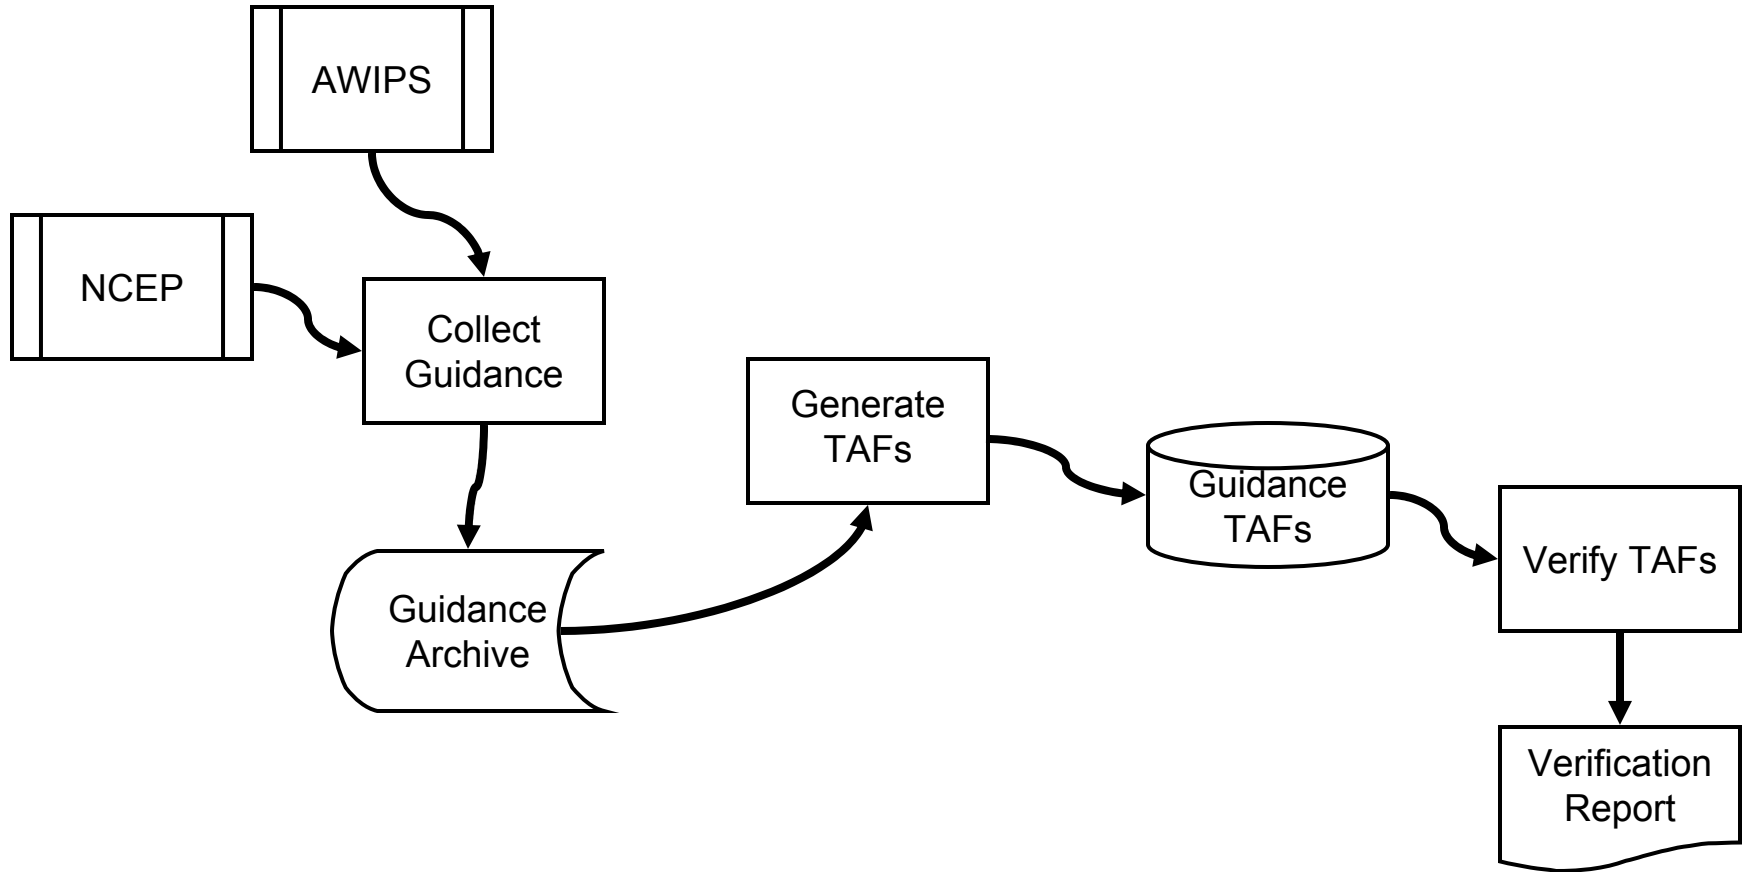 AWIPS
NCEP
Collect
Guidance
Generate
TAFs
Guidance
TAFs
Verify TAFs
Guidance
Archive
Verification
Report